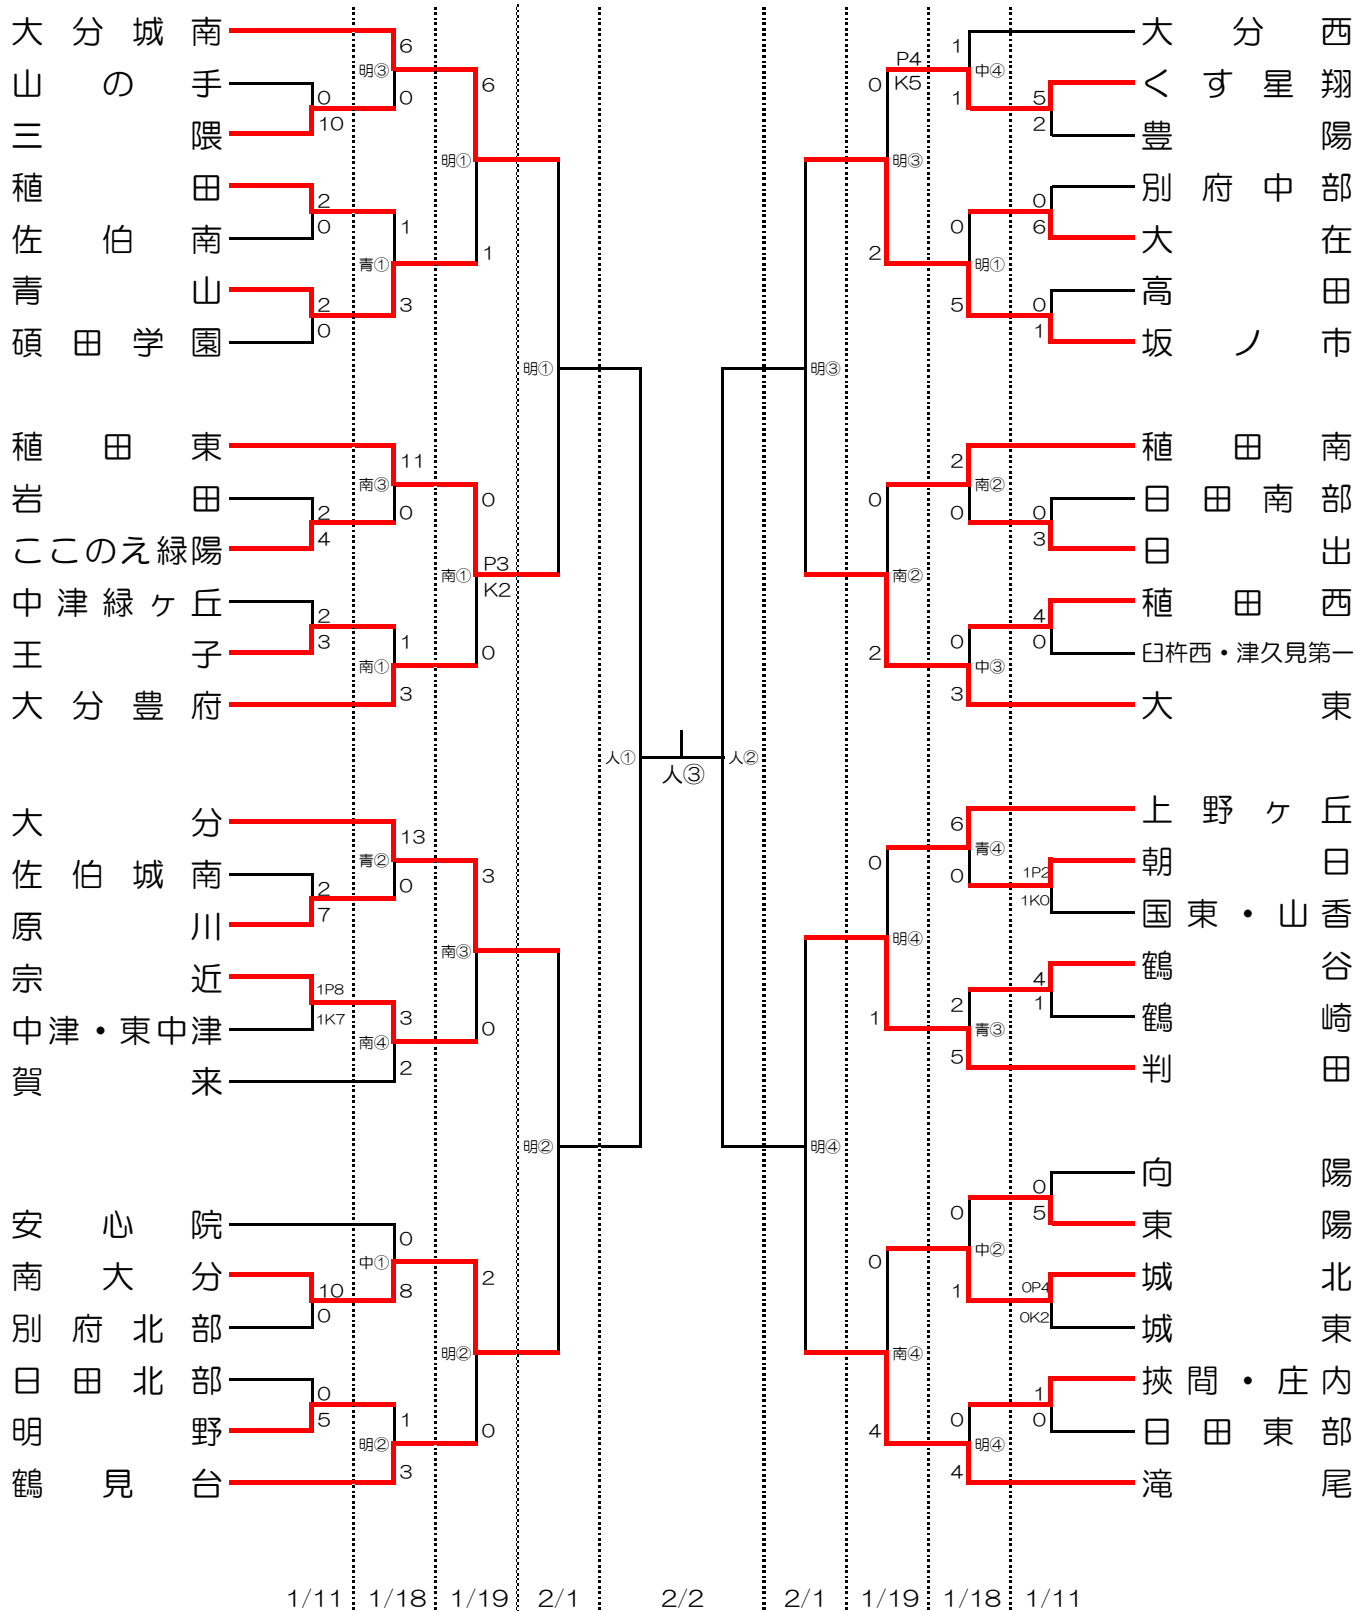 大分城南
6
明③
山の手
0
0
6
10
三隈
明①
稙田
2
0
1
佐伯南
青①
1
青山
2
3
0
碩田学園
明①
稙田東
11
南③
0
岩田
2
0
4
ここのえ緑陽
P3
南①
K2
中津緑ヶ丘
2
3
1
王子
0
南①
大分豊府
3
人①
大分
13
青②
3
佐伯城南
2
0
7
原川
南③
宗近
1P8
1K7
3
中津・東中津
0
南④
2
賀来
明②
安心院
0
中①
2
南大分
10
8
0
別府北部
明②
日田北部
0
5
1
明野
0
明②
3
鶴見台
人③
大分西
1
P4
中④
K5
0
くす星翔
5
1
2
豊陽
明③
別府中部
0
6
0
大在
2
明①
高田
0
5
1
坂ノ市
明③
稙田南
2
南②
0
日田南部
0
0
3
日出
南②
稙田西
4
0
0
臼杵西・津久見第一
2
中③
3
大東
人②
上野ヶ丘
6
青④
0
朝日
1P2
0
1K0
国東・山香
明④
鶴谷
4
1
2
鶴崎
1
青③
5
判田
明④
向陽
0
5
0
東陽
中②
0
城北
0P4
1
0K2
城東
南④
挾間・庄内
1
0
0
日田東部
4
明④
4
滝尾
1/11 1/18 1/19 2/1 2/2 2/1 1/19 1/18 1/11